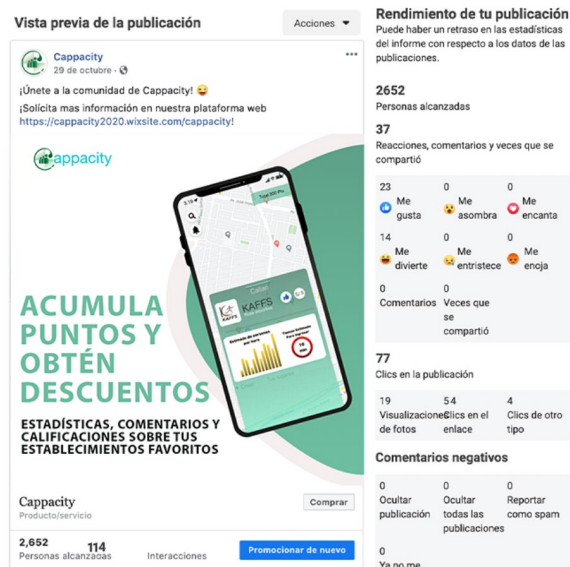 Vista previa de la publicación
Acciones
Cappacity
29 de octubre
¡Únete a la comunidad de Cappacity!
¡Solícita mas información en nuestra plataforma web
https://cappacity2020.wixsite.com/cappacity!
Cappacity
ACUMULA
PUNTOS Y
OBTÉN
DESCUENTOS
ESTADÍSTICAS, COMENTARIOS Y
CALIFICACIONES SOBRE TUS
ESTABLECIMIENTOS FAVORITOS
KAFFS
KAFFS
Cappacity
Producto/servicio
Comprar
2,652
Personas alcanzadas
114
Interacciones
Promocionar de nuevo
Rendimiento de tu publicación
Puede haber un retraso en las estadísticas
del informe con respecto a los datos de las
publicaciones.
2652
Personas alcanzadas
37
Reacciones, comentarios y veces que se
compartió
23 Me gusta
0 Me asombra
0 Me encanta
14 Me divierte
0 Me entristece
0 Me enoja
0 Comentarios
0 Veces que se compartió
77
Clics en la publicación
19 Visualizaciones de fotos
54 Clics en el enlace
4 Clics de otro tipo
Comentarios negativos
0 Ocultar publicación
0 Ocultar todas las publicaciones
0 Reportar como spam
0
Ya no me